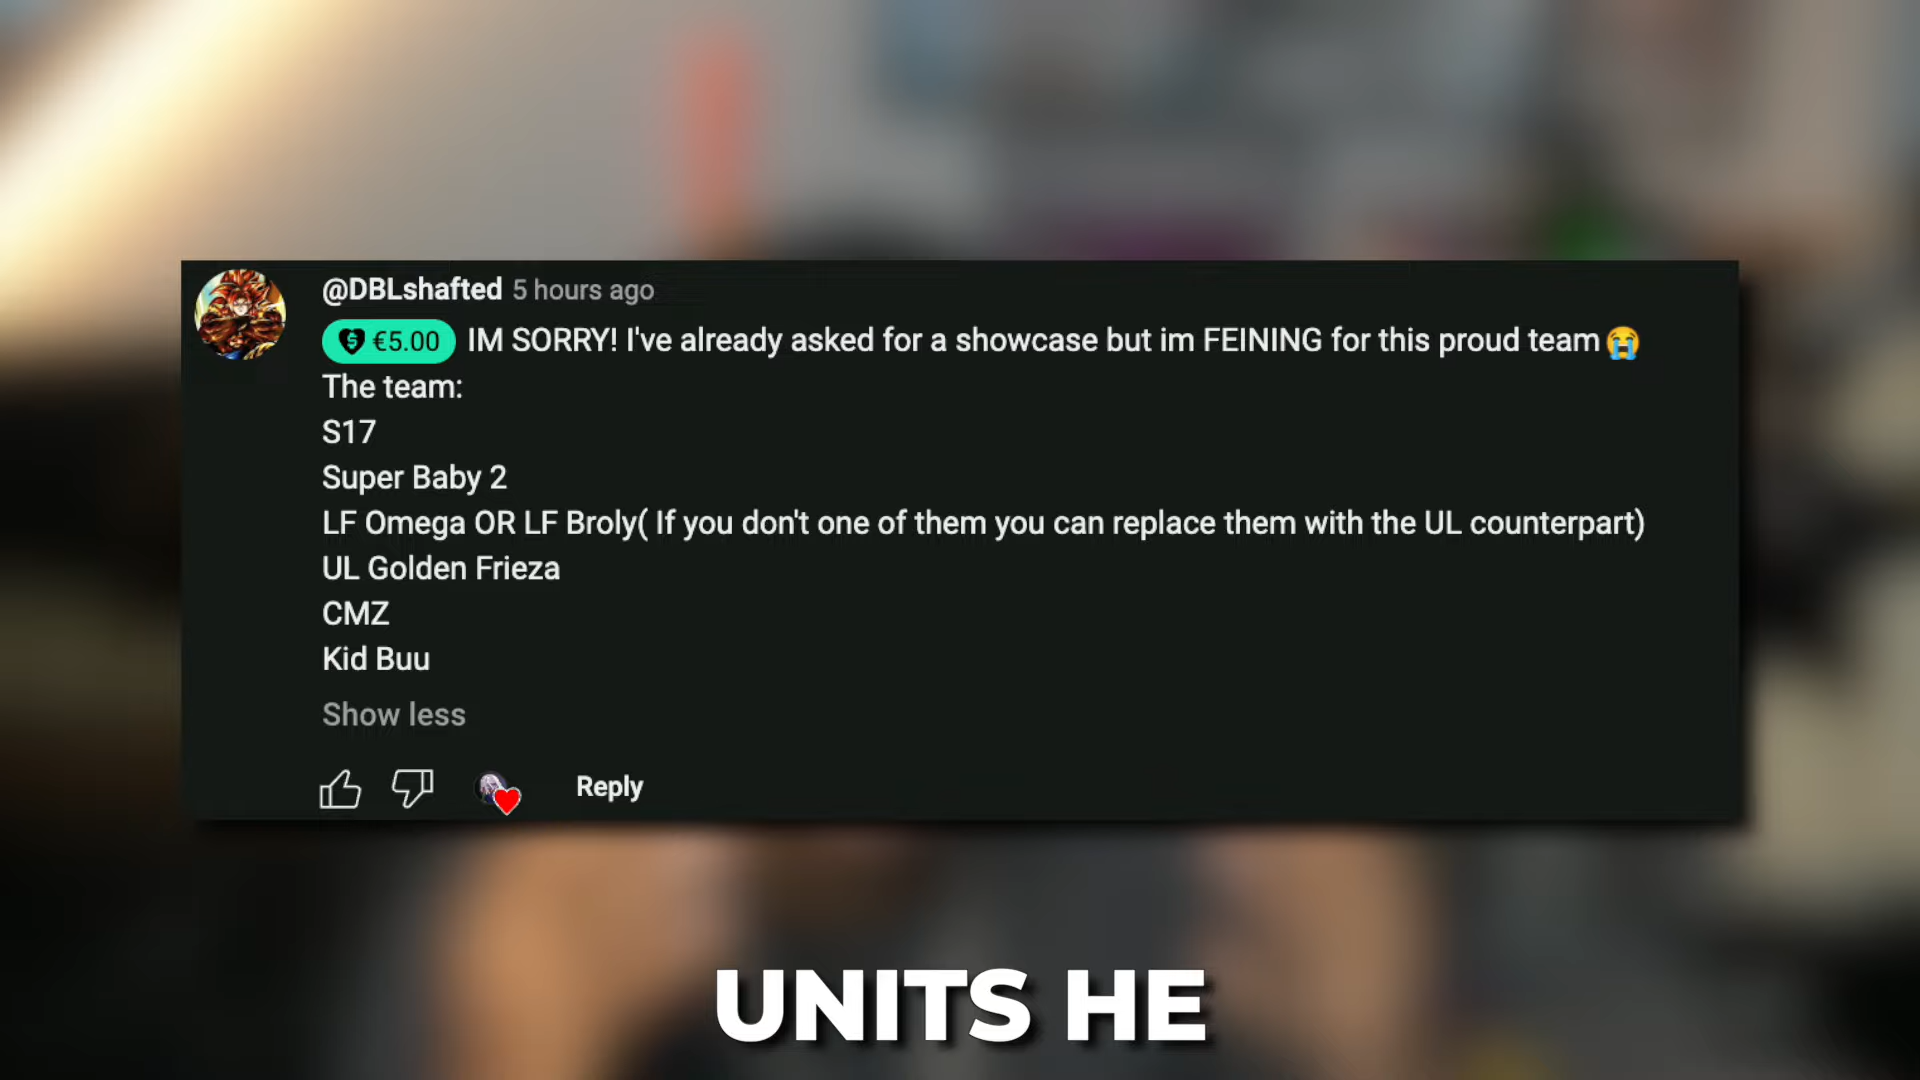 @DBLshafted 5 hours ago
€5.00 IM SORRY! I've already asked for a showcase but im FEINING for this proud team😭
The team:
S17
Super Baby 2
LF Omega OR LF Broly( If you don't one of them you can replace them with the UL counterpart)
UL Golden Frieza
CMZ
Kid Buu
Show less
Reply
UNITS HE